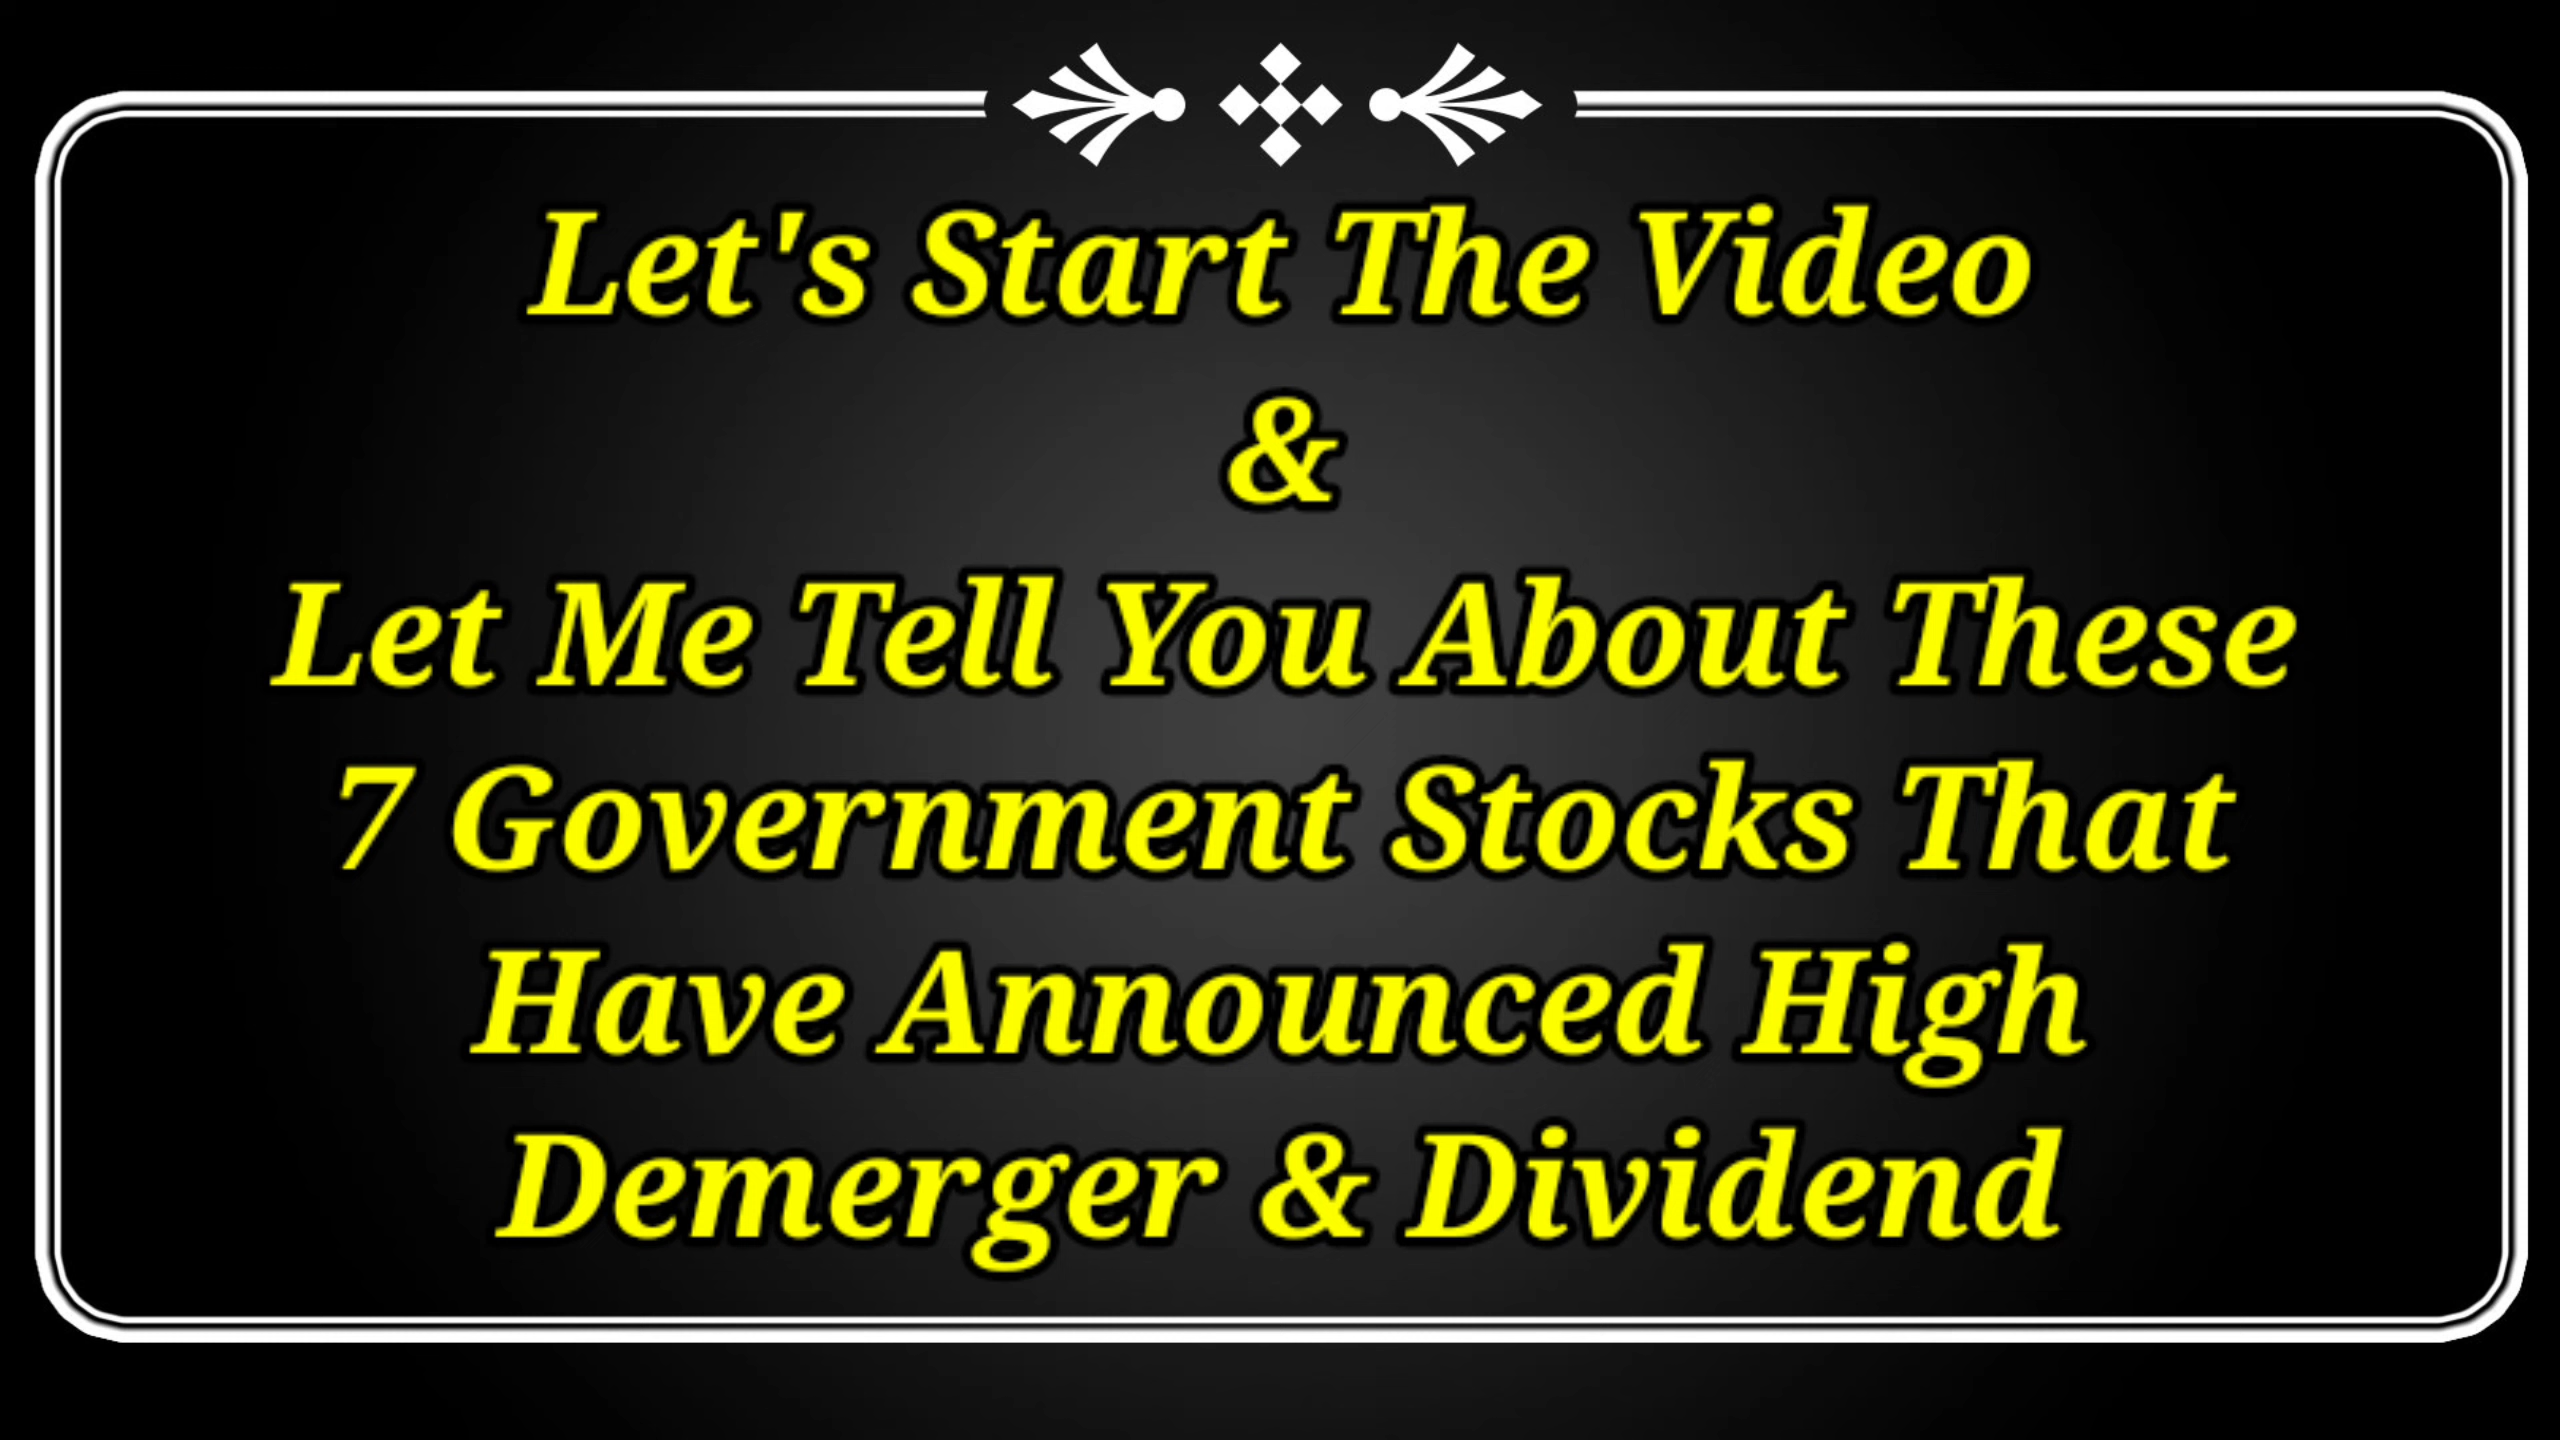 Let's Start The Video
&
Let Me Tell You About These
7 Government Stocks That
Have Announced High
Demerger & Dividend